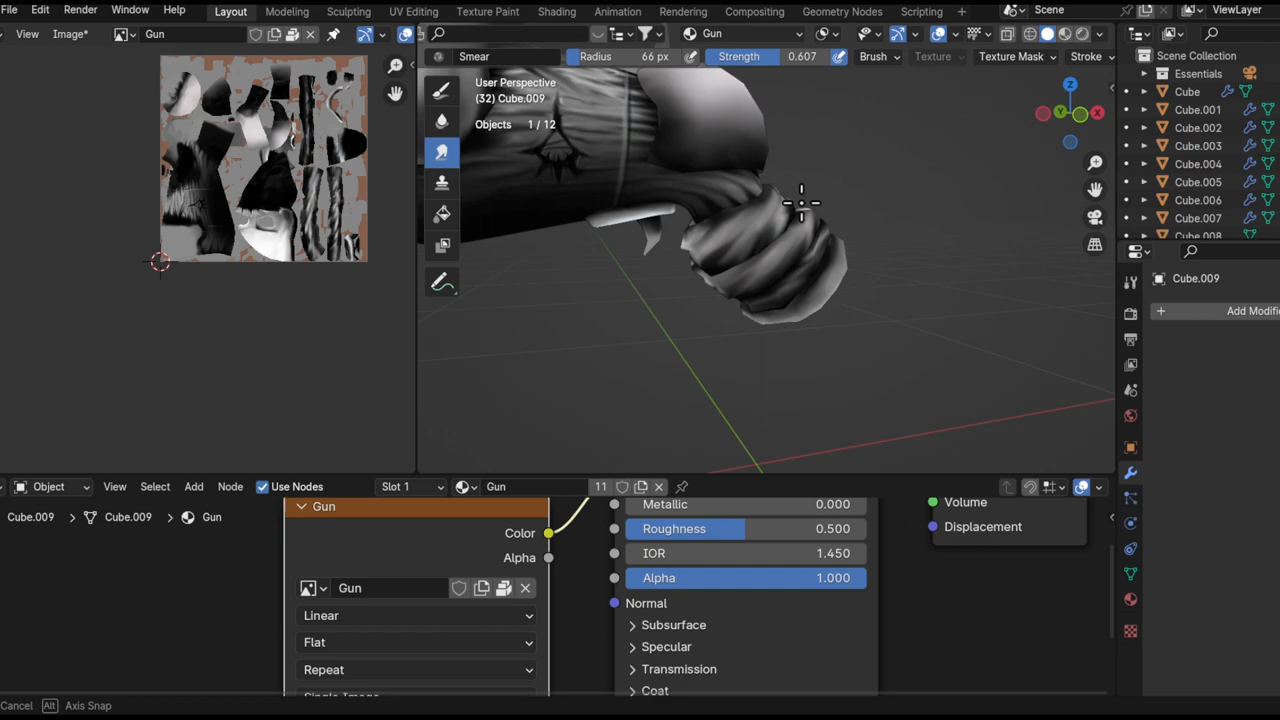 File Edit Render Window Help Layout Modeling Sculpting UV Editing Texture Paint Shading Animation Rendering Compositing Geometry Nodes Scripting + Scene ViewLayer
View Image* Gun Gun
Smear Radius 66 px Strength 0.607 Brush Texture Texture Mask Stroke
User Perspective
(32) Cube.009
Objects 1 / 12
Z
Y X
Scene Collection
Essentials
Cube
Cube.001
Cube.002
Cube.003
Cube.004
Cube.005
Cube.006
Cube.007
Cube.008
Cube.009
+ Add Modifi
Object View Select Add Node Use Nodes Slot 1 Gun 11
Cube.009 Cube.009 Gun
Gun
Color
Alpha
Gun
Linear
Flat
Repeat
Single Image
Metallic 0.000
Roughness 0.500
IOR 1.450
Alpha 1.000
Normal
Subsurface
Specular
Transmission
Coat
Volume
Displacement
Cancel Alt Axis Snap